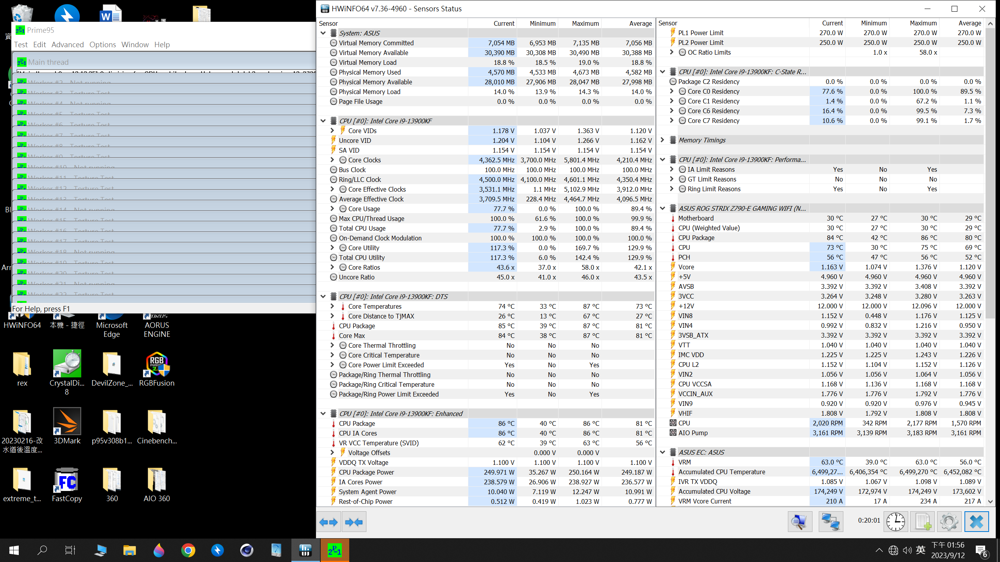 Prime95
Test Edit Advanced Options Window Help
Main thread
Worker #2 - Not running
Worker #3 - Torture Test
Worker #4 - Not running
Worker #5 - Torture Test
Worker #6 - Torture Test
Worker #7 - Torture Test
Worker #8 - Torture Test
Worker #9 - Torture Test
Worker #10 - Not running
Worker #11 - Torture Test
Worker #12 - Torture Test
Worker #13 - Torture Test
Worker #14 - Not running
Worker #15 - Torture Test
Worker #16 - Torture Test
Worker #17 - Torture Test
Worker #18 - Not running
Worker #19 - Torture Test
Worker #20 - Torture Test
Worker #21 - Not running
Worker #22 - Torture Test
For Help, press F1
HWiNFO64
本機 - 捷徑
Microsoft Edge
AORUS ENGINE
rex
CrystalDi... 8
DevilZone_...
RGBFusion
20230216-改水道後溫度...
3DMark
p95v308b1...
Cinebench...
extreme_t...
FastCopy
360
AIO 360
HWiNFO64 v7.36-4960 - Sensors Status
Sensor Current Minimum Maximum Average
System: ASUS
Virtual Memory Committed 7,054 MB 6,953 MB 7,135 MB 7,056 MB
Virtual Memory Available 30,390 MB 30,308 MB 30,490 MB 30,388 MB
Virtual Memory Load 18.8 % 18.5 % 19.0 % 18.8 %
Physical Memory Used 4,570 MB 4,533 MB 4,673 MB 4,582 MB
Physical Memory Available 28,010 MB 27,906 MB 28,047 MB 27,998 MB
Physical Memory Load 14.0 % 13.9 % 14.3 % 14.0 %
Page File Usage 0.0 % 0.0 % 0.0 % 0.0 %
CPU [#0]: Intel Core i9-13900KF
Core VIDs 1.178 V 1.037 V 1.363 V 1.120 V
Uncore VID 1.204 V 1.104 V 1.266 V 1.162 V
SA VID 1.154 V 1.154 V 1.154 V 1.154 V
Core Clocks 4,362.5 MHz 3,700.0 MHz 5,801.4 MHz 4,210.4 MHz
Bus Clock 100.0 MHz 100.0 MHz 100.0 MHz 100.0 MHz
Ring/LLC Clock 4,500.0 MHz 4,100.0 MHz 4,601.1 MHz 4,350.4 MHz
Core Effective Clocks 3,531.1 MHz 1.1 MHz 5,102.9 MHz 3,912.0 MHz
Average Effective Clock 3,709.5 MHz 228.4 MHz 4,464.7 MHz 4,096.5 MHz
Core Usage 77.7 % 0.0 % 100.0 % 89.4 %
Max CPU/Thread Usage 100.0 % 61.6 % 100.0 % 99.9 %
Total CPU Usage 77.7 % 2.9 % 100.0 % 89.4 %
On-Demand Clock Modulation 100.0 % 100.0 % 100.0 % 100.0 %
Core Utility 117.3 % 0.0 % 169.7 % 129.9 %
Total CPU Utility 117.3 % 6.0 % 142.4 % 129.9 %
Core Ratios 43.6 x 37.0 x 58.0 x 42.1 x
Uncore Ratio 45.0 x 41.0 x 46.0 x 43.5 x
CPU [#0]: Intel Core i9-13900KF: DTS
Core Temperatures 74 °C 33 °C 87 °C 73 °C
Core Distance to TjMAX 26 °C 13 °C 67 °C 27 °C
CPU Package 85 °C 39 °C 87 °C 81 °C
Core Max 84 °C 38 °C 87 °C 81 °C
Core Thermal Throttling No No No
Core Critical Temperature No No No
Core Power Limit Exceeded Yes No Yes
Package/Ring Thermal Throttling No No No
Package/Ring Critical Temperature No No No
Package/Ring Power Limit Exceeded Yes No Yes
CPU [#0]: Intel Core i9-13900KF: Enhanced
CPU Package 86 °C 40 °C 86 °C 81 °C
CPU IA Cores 86 °C 40 °C 86 °C 81 °C
VR VCC Temperature (SVID) 62 °C 39 °C 63 °C 56 °C
Voltage Offsets 0.000 V 0.000 V
VDDQ TX Voltage 1.100 V 1.100 V 1.100 V 1.100 V
CPU Package Power 249.971 W 35.267 W 250.164 W 249.187 W
IA Cores Power 238.579 W 26.906 W 238.927 W 236.577 W
System Agent Power 10.040 W 7.119 W 12.247 W 10.991 W
Rest-of-Chip Power 0.512 W 0.419 W 1.023 W 0.777 W
Sensor Current Minimum Maximum Average
PL1 Power Limit 270.0 W 270.0 W 270.0 W 270.0 W
PL2 Power Limit 250.0 W 250.0 W 250.0 W 250.0 W
OC Ratio Limits 1.0 x 58.0 x
CPU [#0]: Intel Core i9-13900KF: C-State R...
Package C2 Residency 0.0 % 0.0 % 0.0 % 0.0 %
Core C0 Residency 77.6 % 0.0 % 100.0 % 89.5 %
Core C1 Residency 1.4 % 0.0 % 67.2 % 1.1 %
Core C6 Residency 16.4 % 0.0 % 99.5 % 7.3 %
Core C7 Residency 10.6 % 0.0 % 99.1 % 1.7 %
Memory Timings
CPU [#0]: Intel Core i9-13900KF: Performa...
IA Limit Reasons Yes No Yes
GT Limit Reasons No No No
Ring Limit Reasons Yes No Yes
ASUS ROG STRIX Z790-E GAMING WIFI (N...
Motherboard 30 °C 27 °C 30 °C 29 °C
CPU (Weighted Value) 30 °C 27 °C 30 °C 29 °C
CPU Package 84 °C 42 °C 86 °C 80 °C
CPU 73 °C 30 °C 75 °C 69 °C
PCH 56 °C 47 °C 56 °C 52 °C
Vcore 1.163 V 1.074 V 1.376 V 1.120 V
+5V 4.960 V 4.960 V 4.960 V 4.960 V
AVSB 3.392 V 3.392 V 3.408 V 3.392 V
3VCC 3.264 V 3.248 V 3.280 V 3.263 V
+12V 12.000 V 12.000 V 12.096 V 12.000 V
VIN8 1.152 V 0.448 V 1.176 V 1.125 V
VIN4 0.992 V 0.832 V 1.216 V 0.950 V
3VSB_ATX 3.392 V 3.392 V 3.392 V 3.392 V
VTT 1.040 V 1.040 V 1.040 V 1.040 V
IMC VDD 1.225 V 1.225 V 1.243 V 1.226 V
CPU L2 1.152 V 1.104 V 1.152 V 1.126 V
VIN2 1.056 V 1.056 V 1.064 V 1.056 V
CPU VCCSA 1.168 V 1.136 V 1.168 V 1.168 V
VCCIN_AUX 1.776 V 1.776 V 1.792 V 1.776 V
VIN9 0.920 V 0.920 V 0.976 V 0.945 V
VHIF 1.808 V 1.792 V 1.808 V 1.808 V
CPU 2,020 RPM 342 RPM 2,177 RPM 1,570 RPM
AIO Pump 3,161 RPM 3,139 RPM 3,183 RPM 3,161 RPM
ASUS EC: ASUS
VRM 63.0 °C 39.0 °C 63.0 °C 56.0 °C
Accumulated CPU Temperature 6,499,27... 6,406,354 °C 6,499,270 °C 6,452,082 °C
IVR TX VDDQ 1.085 V 1.067 V 1.098 V 1.089 V
Accumulated CPU Voltage 174,249 V 172,974 V 174,249 V 173,602 V
VRM Vcore Current 210 A 17 A 234 A 217 A
0:20:01
英
下午 01:56
2023/9/12
6